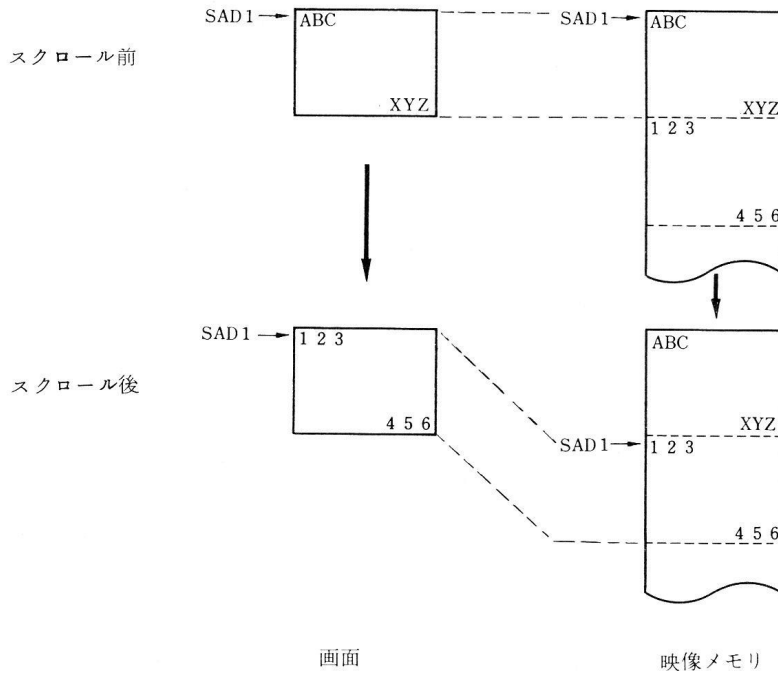 SAD1 ABC SAD1 ABC
スクロール前
XYZ XYZ
1 2 3
4 5 6
SAD1 1 2 3 ABC
スクロール後
4 5 6 XYZ
SAD1 1 2 3
4 5 6
画面 映像メモリ